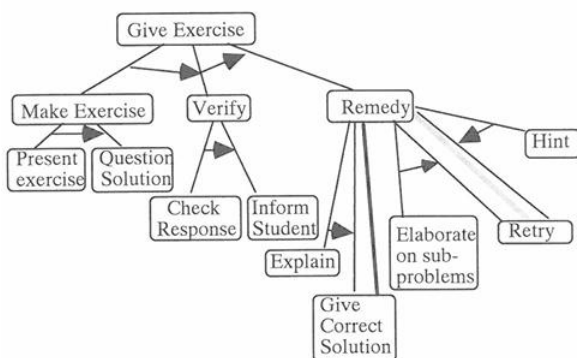 Give Exercise
Make Exercise
Verify
Remedy
Hint
Present
exercise
Question
Solution
Check
Response
Inform
Student
Explain
Elaborate
on sub-
problems
Retry
Give
Correct
Solution